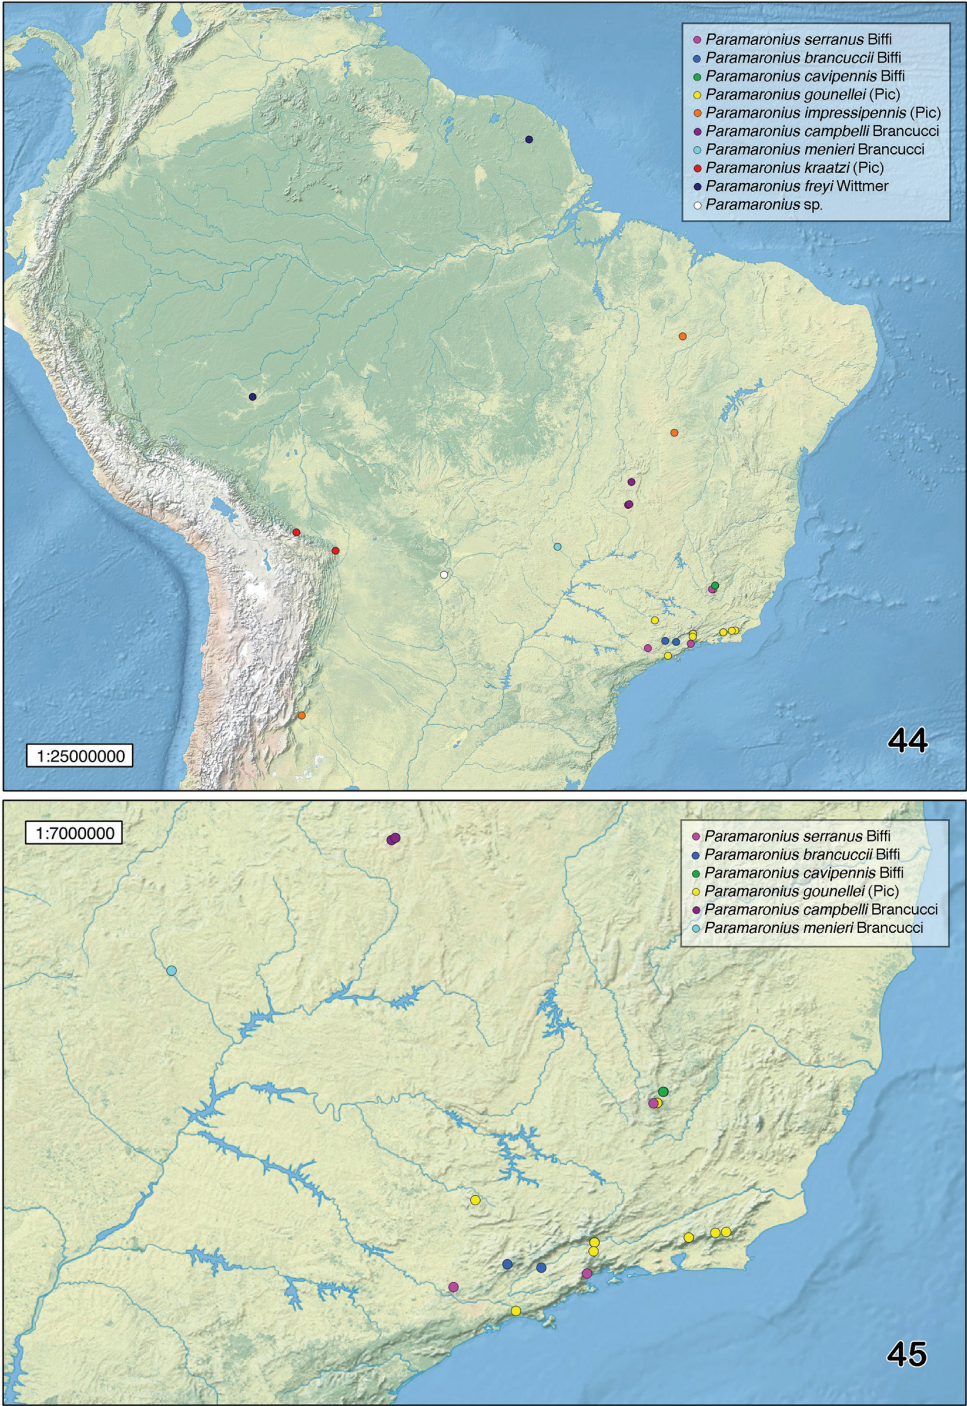 Paramaronius serranus Biffi
Paramaronius brancuccii Biffi
Paramaronius cavipennis Biffi
Paramaronius gounellei (Pic)
Paramaronius impressipennis (Pic)
Paramaronius campbelli Brancucci
Paramaronius menieri Brancucci
Paramaronius kraatzi (Pic)
Paramaronius freyi Wittmer
Paramaronius sp.
1:25000000
44
1:7000000
Paramaronius serranus Biffi
Paramaronius brancuccii Biffi
Paramaronius cavipennis Biffi
Paramaronius gounellei (Pic)
Paramaronius campbelli Brancucci
Paramaronius menieri Brancucci
45